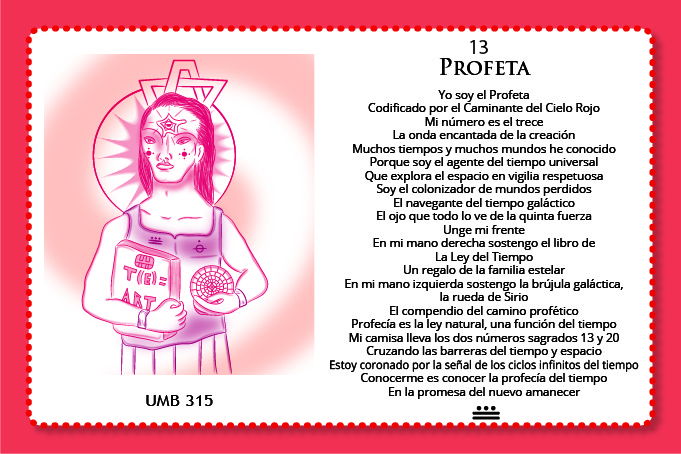 13
PROFETA
Yo soy el Profeta
Codificado por el Caminante del Cielo Rojo
Mi número es el trece
La onda encantada de la creación
Muchos tiempos y muchos mundos he conocido
Porque soy el agente del tiempo universal
Que explora el espacio en vigilia respetuosa
Soy el colonizador de mundos perdidos
El navegante del tiempo galáctico
El ojo que todo lo ve de la quinta fuerza
Unge mi frente
En mi mano derecha sostengo el libro de
La Ley del Tiempo
Un regalo de la familia estelar
En mi mano izquierda sostengo la brújula galáctica,
la rueda de Sirio
El compendio del camino profético
Profecía es la ley natural, una función del tiempo
Mi camisa lleva los dos números sagrados 13 y 20
Cruzando las barreras del tiempo y espacio
Estoy coronado por la señal de los ciclos infinitos del tiempo
Conocerme es conocer la profecía del tiempo
En la promesa del nuevo amanecer
T(E)=
ART
UMB 315